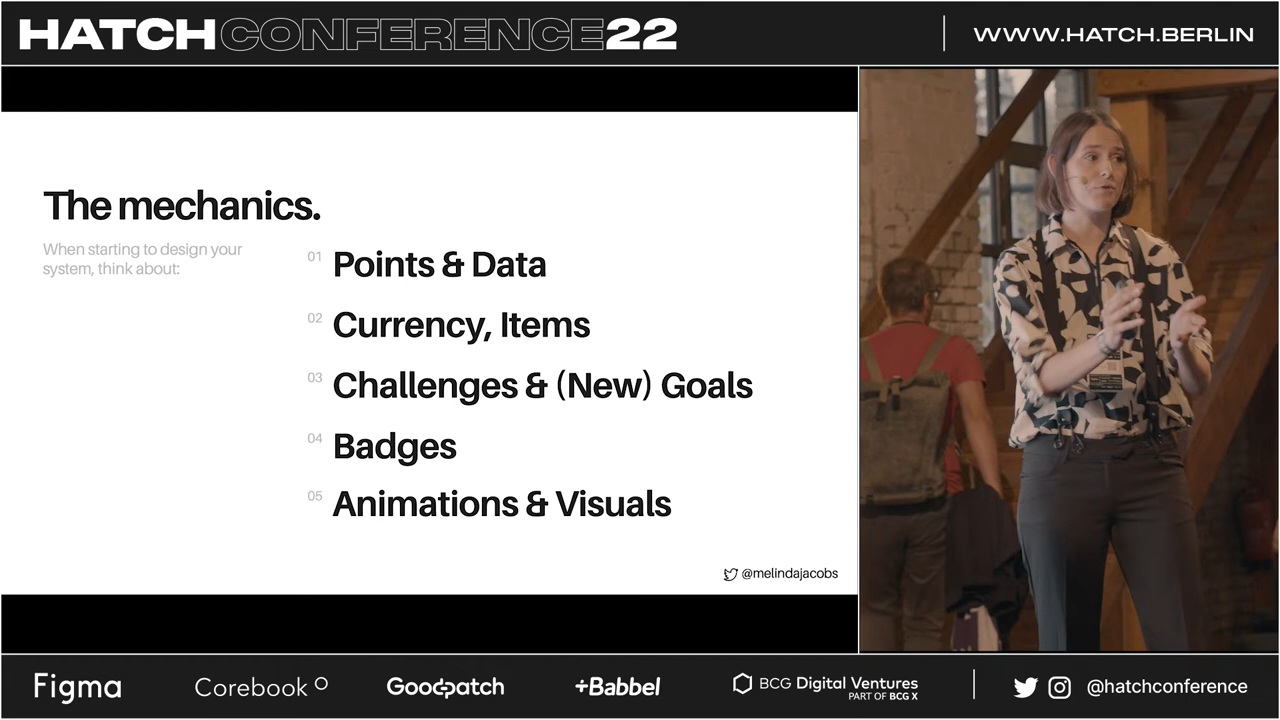 HATCHCONFERENCE22
WWW.HATCH.BERLIN
The mechanics.
When starting to design your
system, think about:
01 Points & Data
02 Currency, Items
03 Challenges & (New) Goals
04 Badges
05 Animations & Visuals
@melindajacobs
Figma
Corebook
Goodpatch
+Babbel
BCG Digital Ventures
PART OF BCG X
@hatchconference